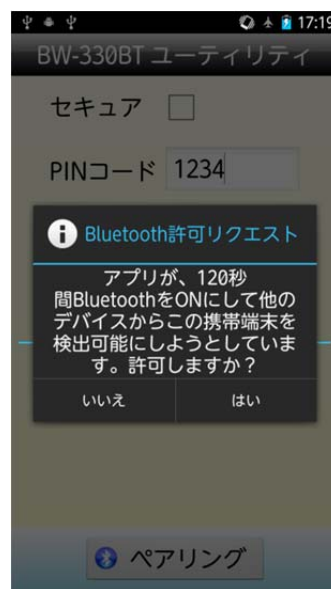 17:19
BW-330BT ユーティリティ
セキュア
PINコード 1234
Bluetooth許可リクエスト
アプリが、120秒
間BluetoothをONにして他の
デバイスからこの携帯端末を
検出可能にしようとしていま
す。許可しますか？
いいえ はい
ペアリング